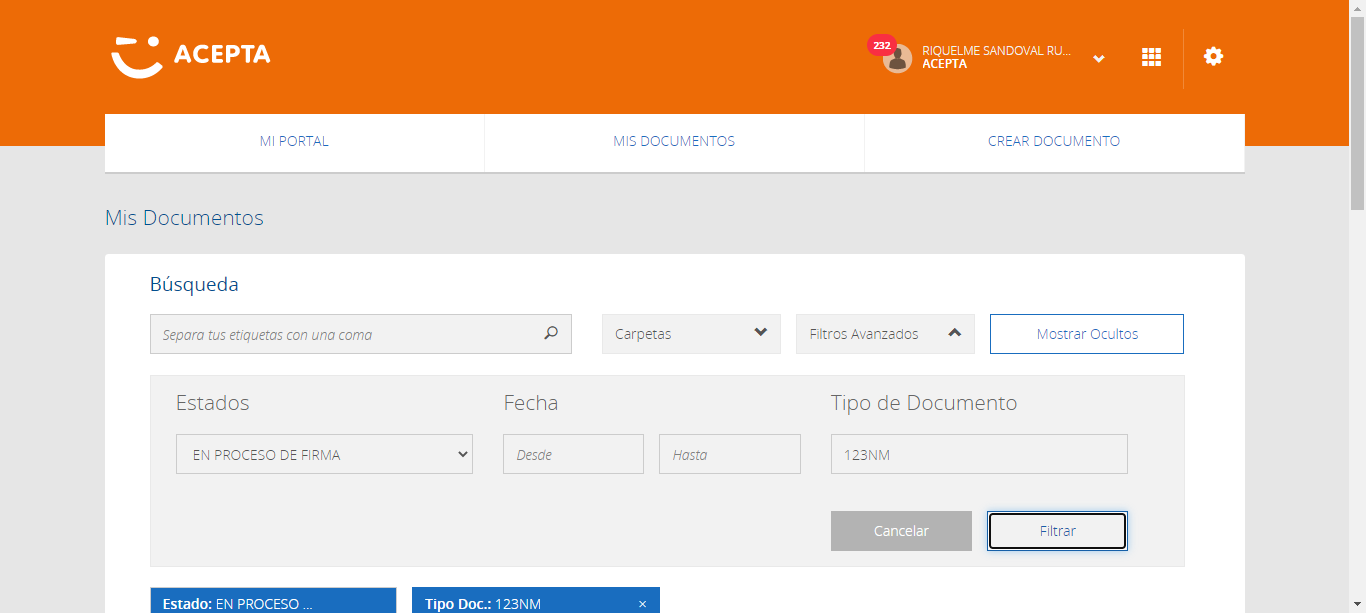 ACEPTA
232
RIQUELME SANDOVAL RU...
ACEPTA
MI PORTAL
MIS DOCUMENTOS
CREAR DOCUMENTO
Mis Documentos
Búsqueda
Separa tus etiquetas con una coma
Carpetas
Filtros Avanzados
Mostrar Ocultos
Estados
Fecha
Tipo de Documento
EN PROCESO DE FIRMA
Desde
Hasta
123NM
Cancelar
Filtrar
Estado: EN PROCESO ...
Tipo Doc.: 123NM ×